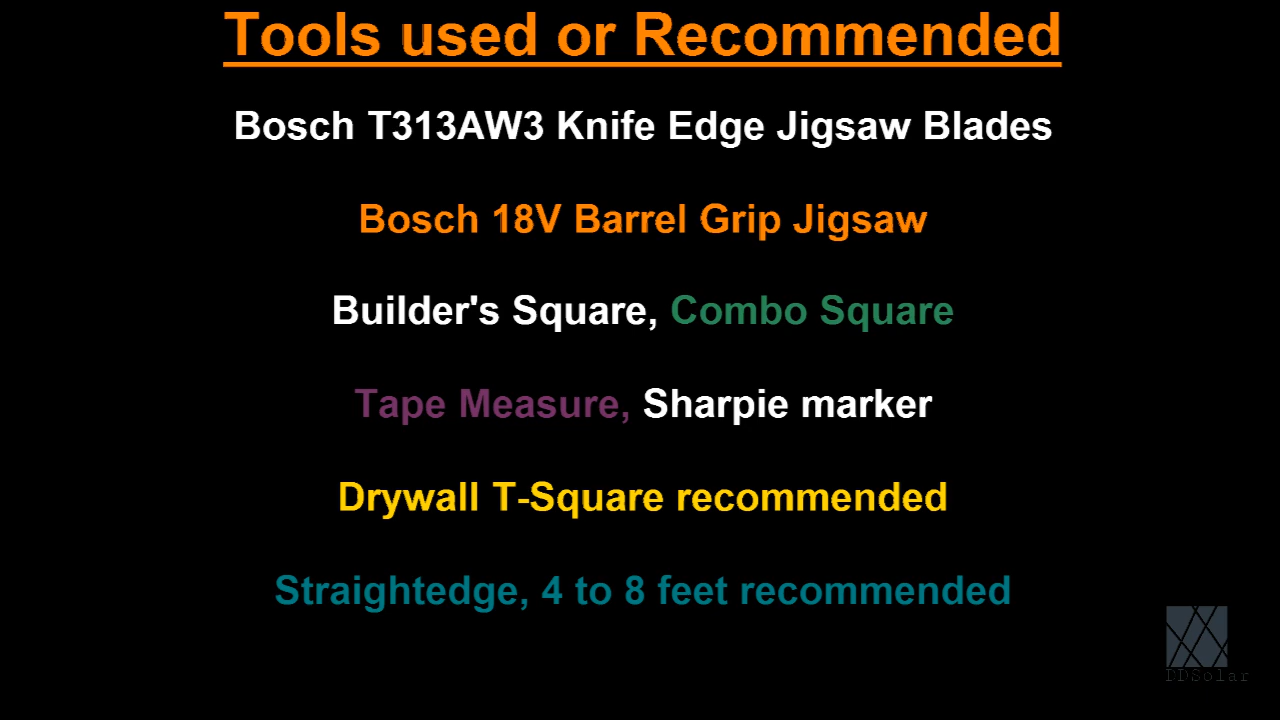 Tools used or Recommended
Bosch T313AW3 Knife Edge Jigsaw Blades
Bosch 18V Barrel Grip Jigsaw
Builder's Square, Combo Square
Tape Measure, Sharpie marker
Drywall T-Square recommended
Straightedge, 4 to 8 feet recommended
DDSolar